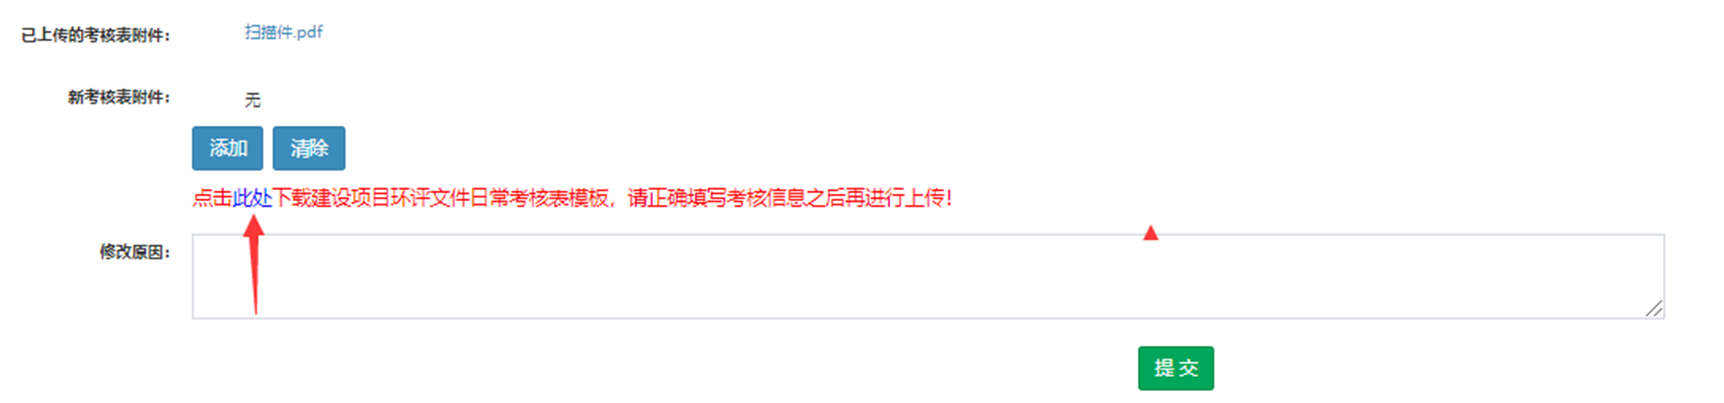 已上传的考核表附件： 扫描件.pdf
新考核表附件： 无
添加 清除
点击此处下载建设项目环评文件日常考核表模板，请正确填写考核信息之后再进行上传！
修改原因：
提 交